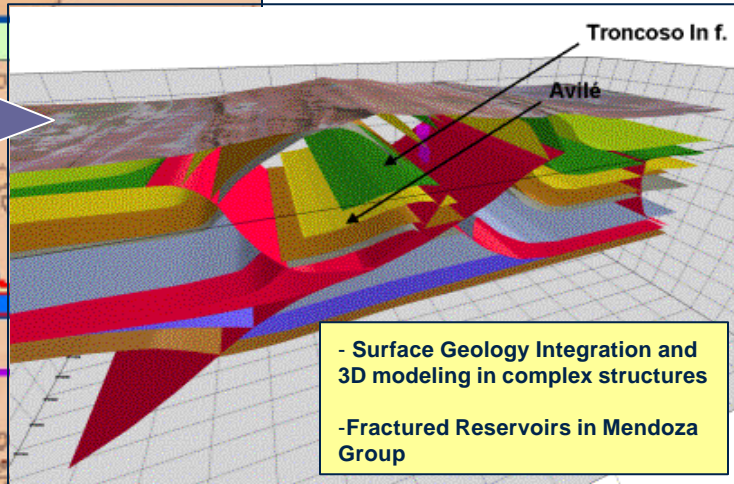 Troncoso In f.
Avilé
- Surface Geology Integration and
3D modeling in complex structures
-Fractured Reservoirs in Mendoza
Group